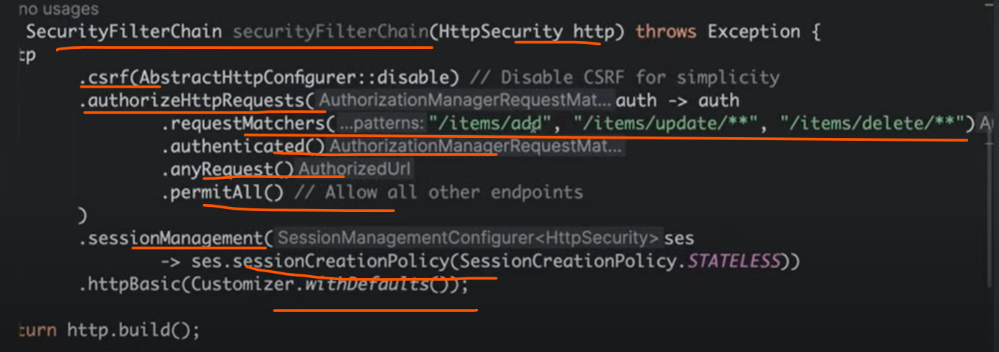 no usages
SecurityFilterChain securityFilterChain(HttpSecurity http) throws Exception {
tp
.csrf(AbstractHttpConfigurer::disable) // Disable CSRF for simplicity
.authorizeHttpRequests( AuthorizationManagerRequestMat... auth -> auth
.requestMatchers( ...patterns: "/items/add", "/items/update/**", "/items/delete/**") A
.authenticated() AuthorizationManagerRequestMat...
.anyRequest() AuthorizedUrl
.permitAll() // Allow all other endpoints
)
.sessionManagement( SessionManagementConfigurer<HttpSecurity> ses
-> ses.sessionCreationPolicy(SessionCreationPolicy.STATELESS))
.httpBasic(Customizer.withDefaults());
turn http.build();